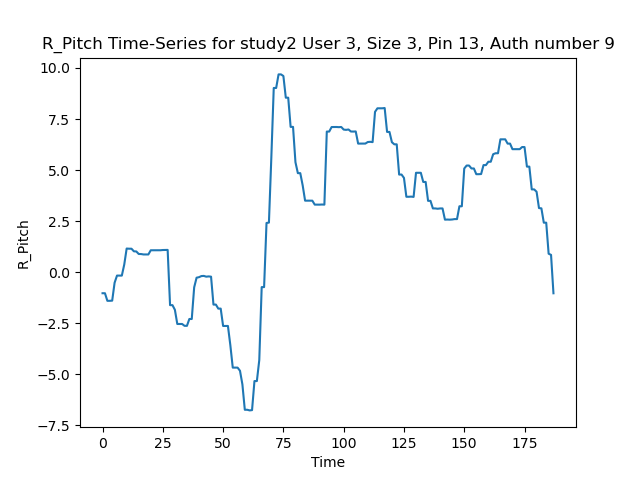 R_Pitch Time-Series for study2 User 3, Size 3, Pin 13, Auth number 9
10.0
7.5
5.0
2.5
0.0
−2.5
−5.0
−7.5
R_Pitch
0 25 50 75 100 125 150 175
Time